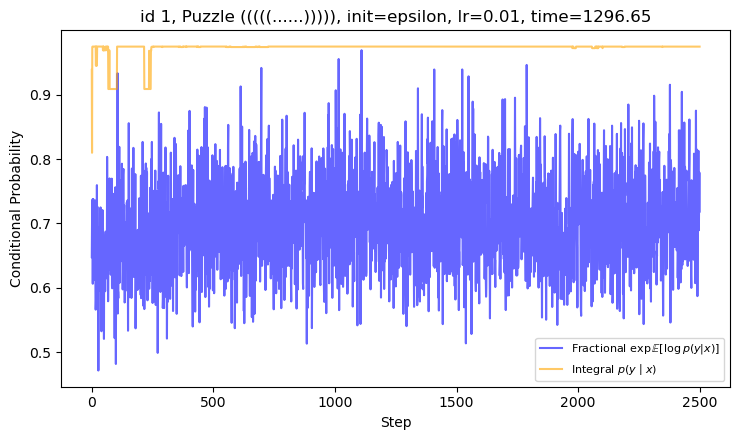 id 1, Puzzle (((((......))))), init=epsilon, lr=0.01, time=1296.65
Conditional Probability
0.9
0.8
0.7
0.6
0.5
0
500
1000
1500
2000
2500
Step
Fractional exp𝔼[log p(y|x)]
Integral p(y | x)